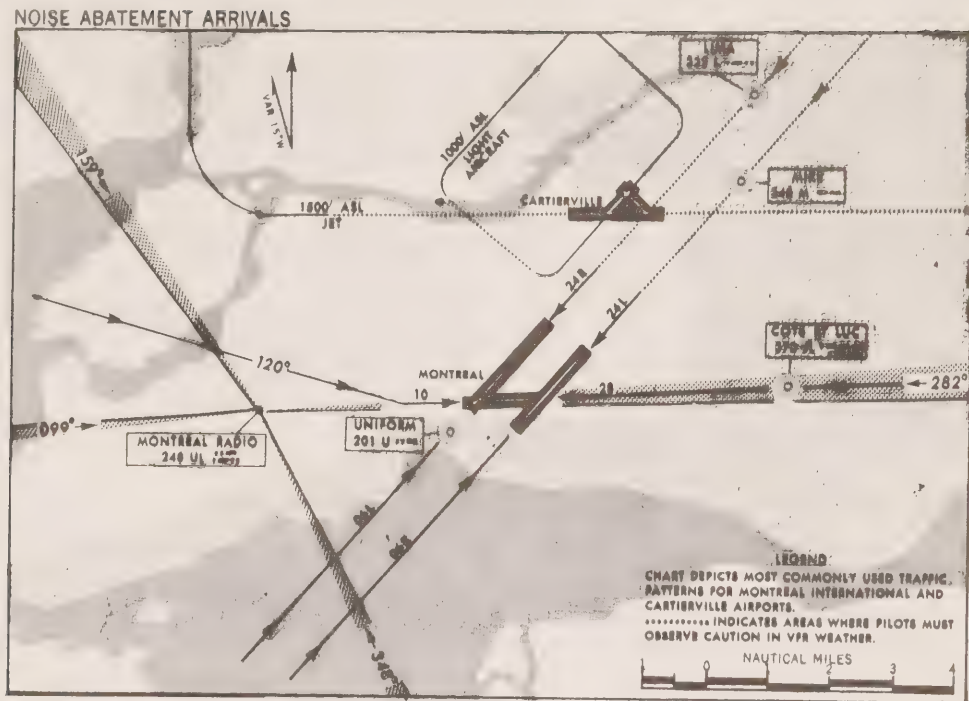 NOISE ABATEMENT ARRIVALS
LIMA
VAR 15°W
1000' ASL
LIGHT
AIRCRAFT
MIKE
159°
1500' ASL
JET
CARTIERVILLE
24R
24L
COTE ST LUC
120°
MONTREAL
10
28
282°
099°
UNIFORM
201 U
MONTREAL RADIO
248 UL
06L
06R
348°
LEGEND
CHART DEPICTS MOST COMMONLY USED TRAFFIC
PATTERNS FOR MONTREAL INTERNATIONAL AND
CARTIERVILLE AIRPORTS.
INDICATES AREAS WHERE PILOTS MUST
OBSERVE CAUTION IN VFR WEATHER.
NAUTICAL MILES
1 0 1 2 3 4